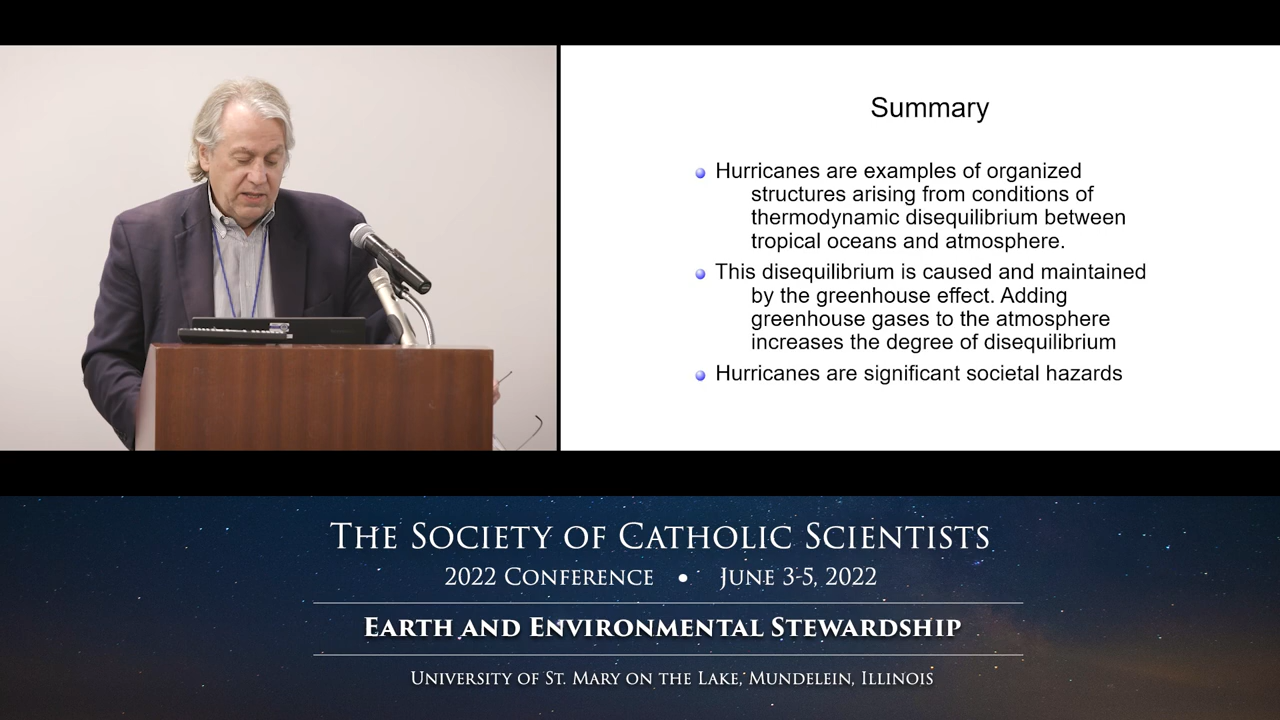 Summary
Hurricanes are examples of organized
structures arising from conditions of
thermodynamic disequilibrium between
tropical oceans and atmosphere.
This disequilibrium is caused and maintained
by the greenhouse effect. Adding
greenhouse gases to the atmosphere
increases the degree of disequilibrium
Hurricanes are significant societal hazards
The Society of Catholic Scientists
2022 Conference • June 3-5, 2022
Earth and Environmental Stewardship
University of St. Mary on the Lake, Mundelein, Illinois